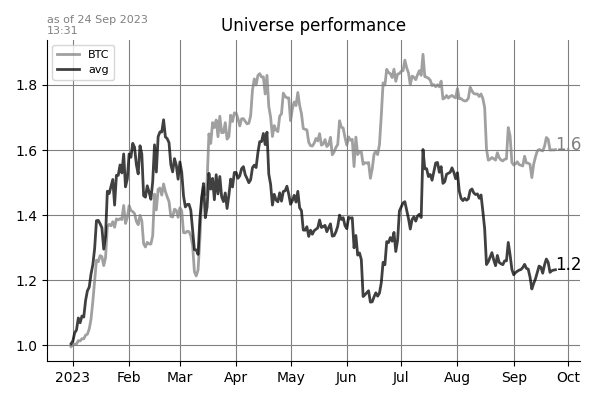 as of 24 Sep 2023
13:31
Universe performance
BTC
avg
1.8
1.6
1.4
1.2
1.0
1.6
1.2
2023 Feb Mar Apr May Jun Jul Aug Sep Oct